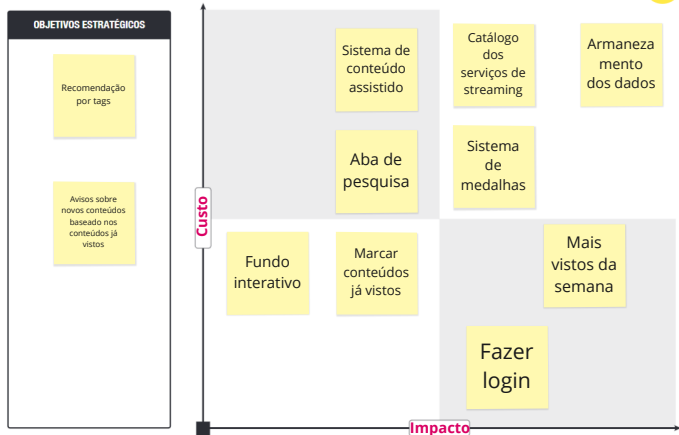 OBJETIVOS ESTRATÉGICOS
Recomendação
por tags
Avisos sobre
novos conteúdos
baseado nos
conteúdos já
vistos
Custo
Sistema de
conteúdo
assistido
Catálogo
dos
serviços de
streaming
Armaneza
mento
dos dados
Aba de
pesquisa
Sistema
de
medalhas
Fundo
interativo
Marcar
conteúdos
já vistos
Mais
vistos da
semana
Fazer
login
Impacto